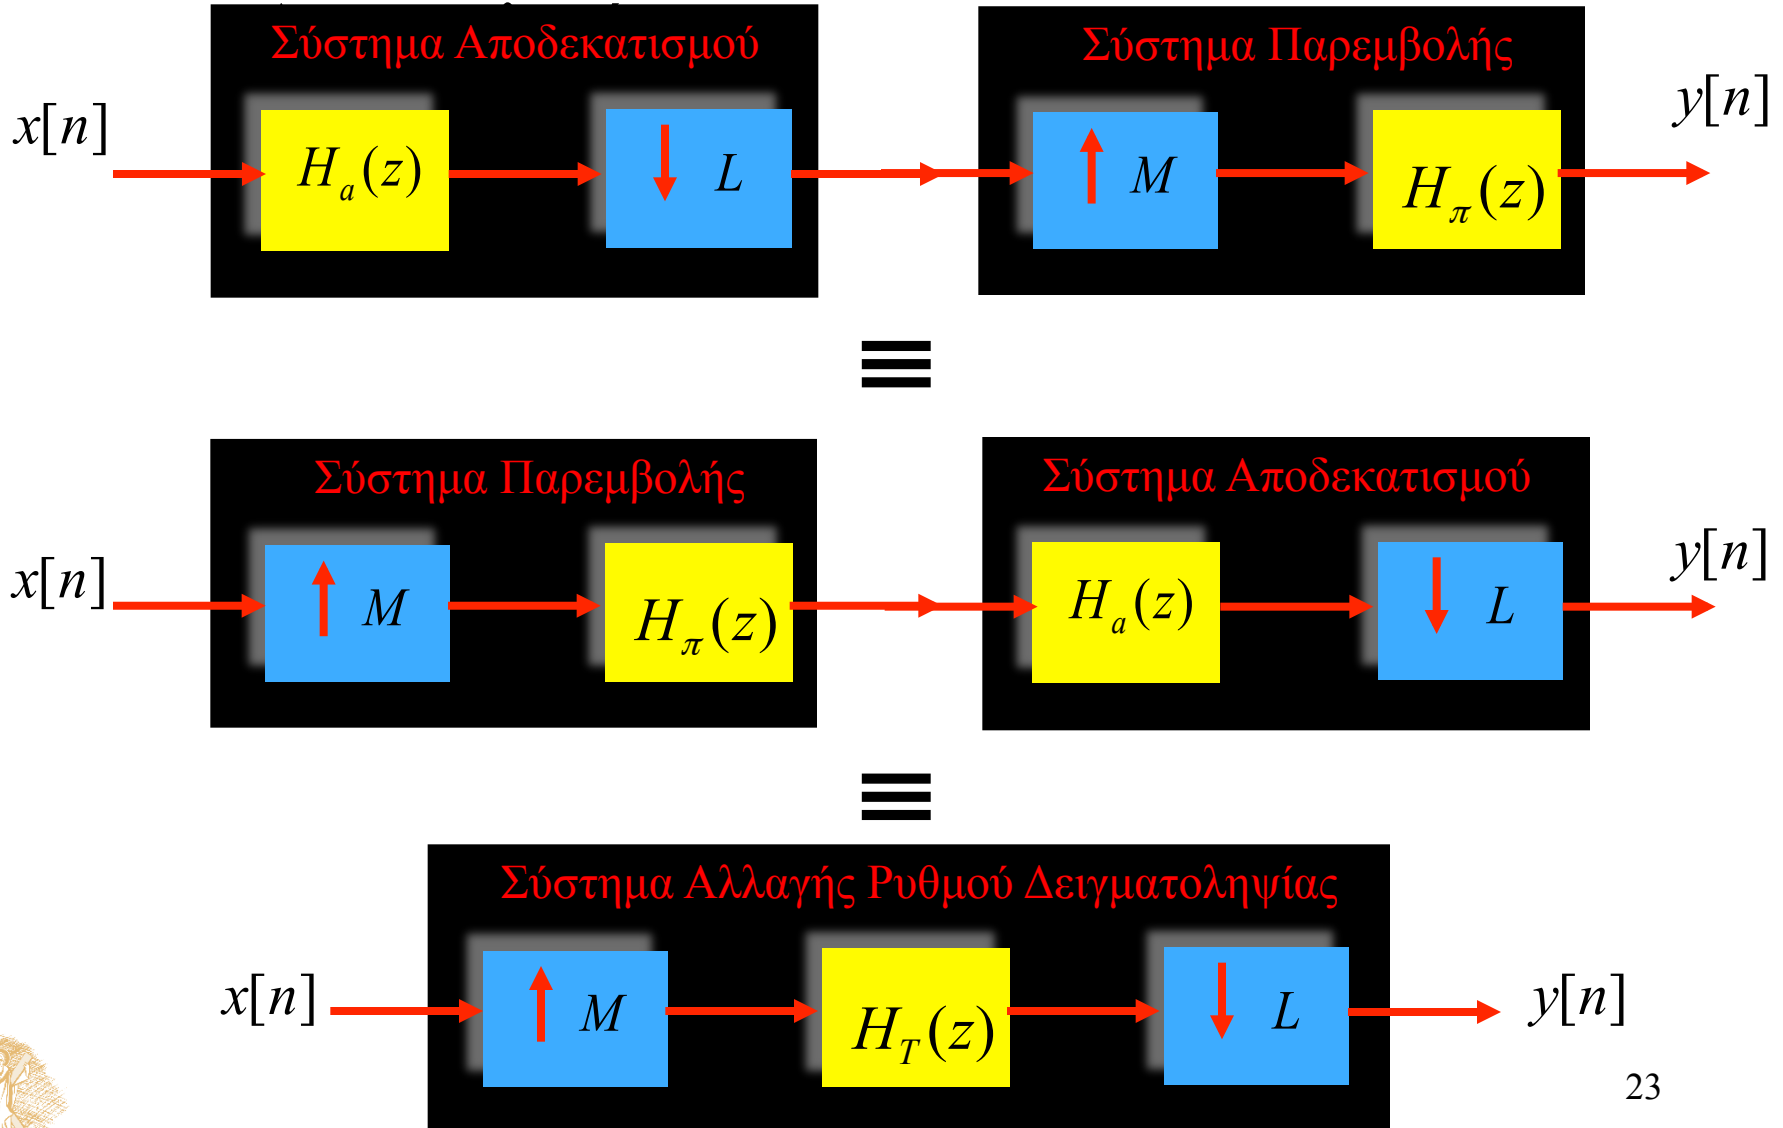 Σύστημα Αποδεκατισμού
Σύστημα Παρεμβολής
x[n]
H_a(z)
↓ L
↑ M
H_π(z)
y[n]
≡
Σύστημα Παρεμβολής
Σύστημα Αποδεκατισμού
x[n]
↑ M
H_π(z)
H_a(z)
↓ L
y[n]
≡
Σύστημα Αλλαγής Ρυθμού Δειγματοληψίας
x[n]
↑ M
H_T(z)
↓ L
y[n]
23